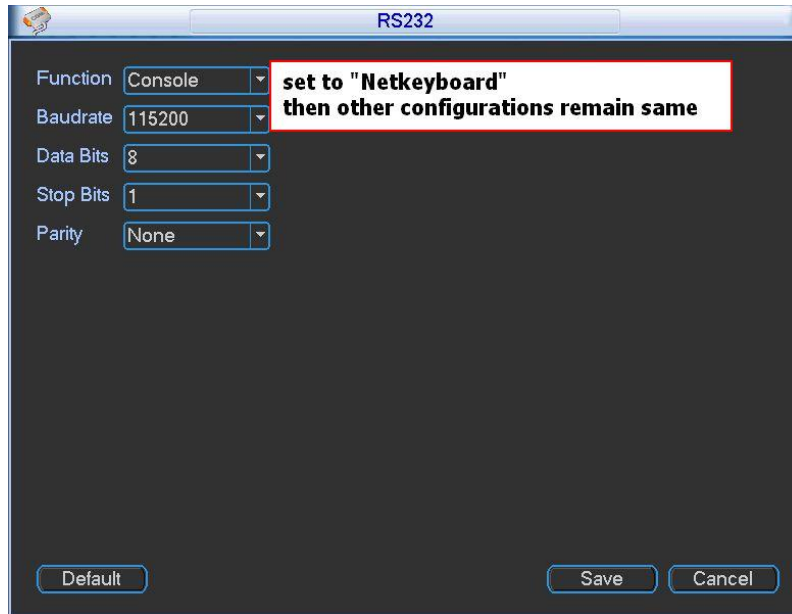 RS232
Function Console
set to "Netkeyboard"
then other configurations remain same
Baudrate 115200
Data Bits 8
Stop Bits 1
Parity None
Default Save Cancel